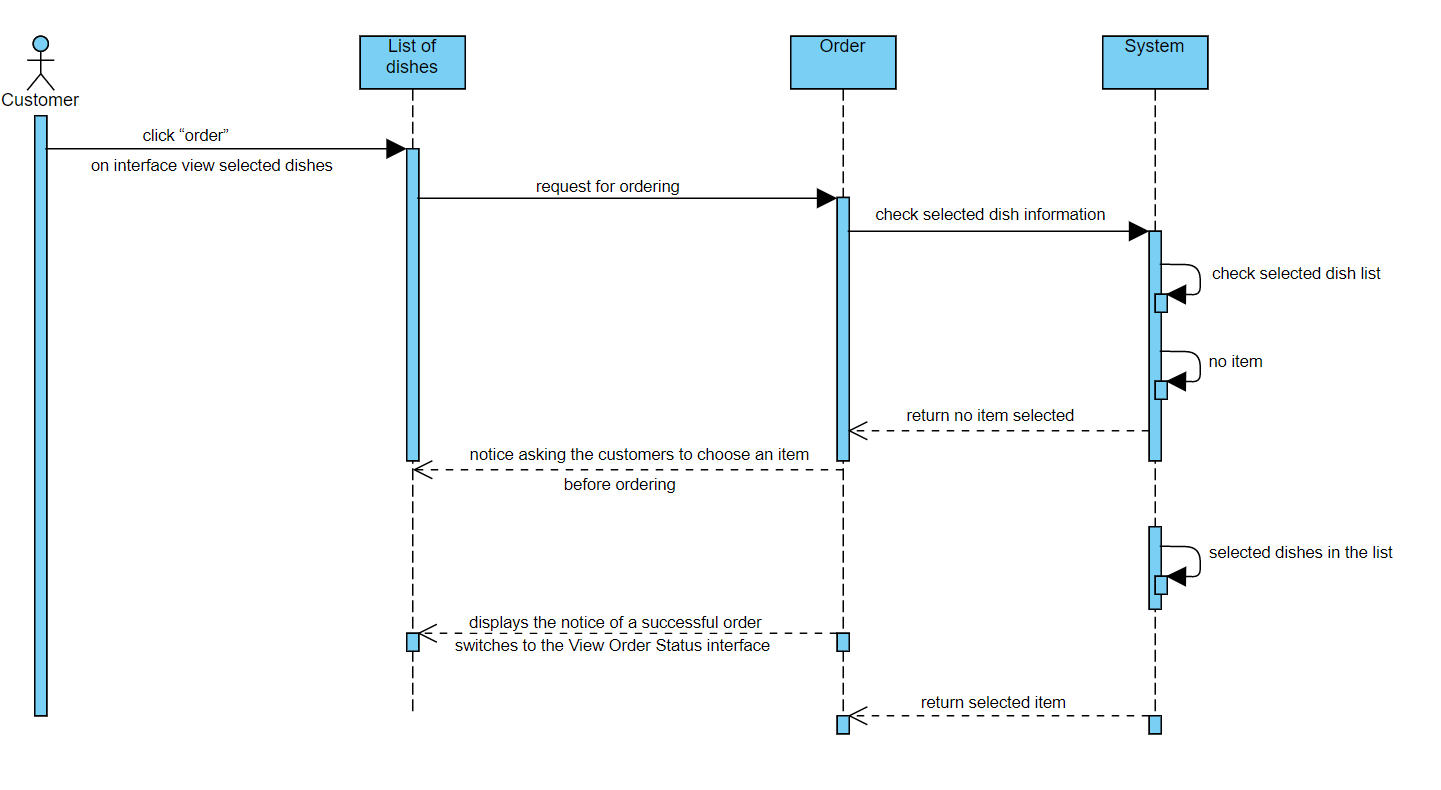 Customer
List of
dishes
Order
System
click “order”
on interface view selected dishes
request for ordering
check selected dish information
check selected dish list
no item
return no item selected
notice asking the customers to choose an item
before ordering
selected dishes in the list
displays the notice of a successful order
switches to the View Order Status interface
return selected item